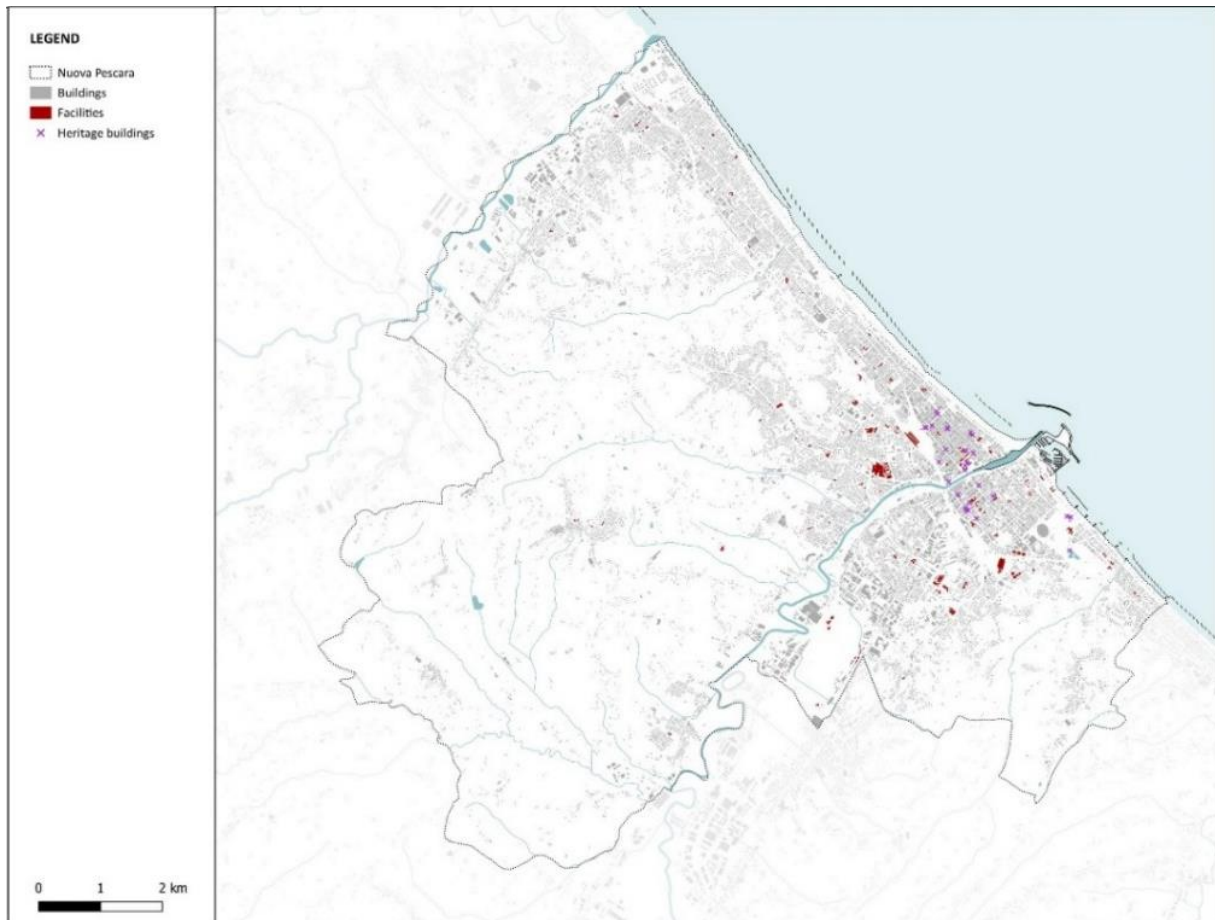 LEGEND
Nuova Pescara
Buildings
Facilities
Heritage buildings
0 1 2 km